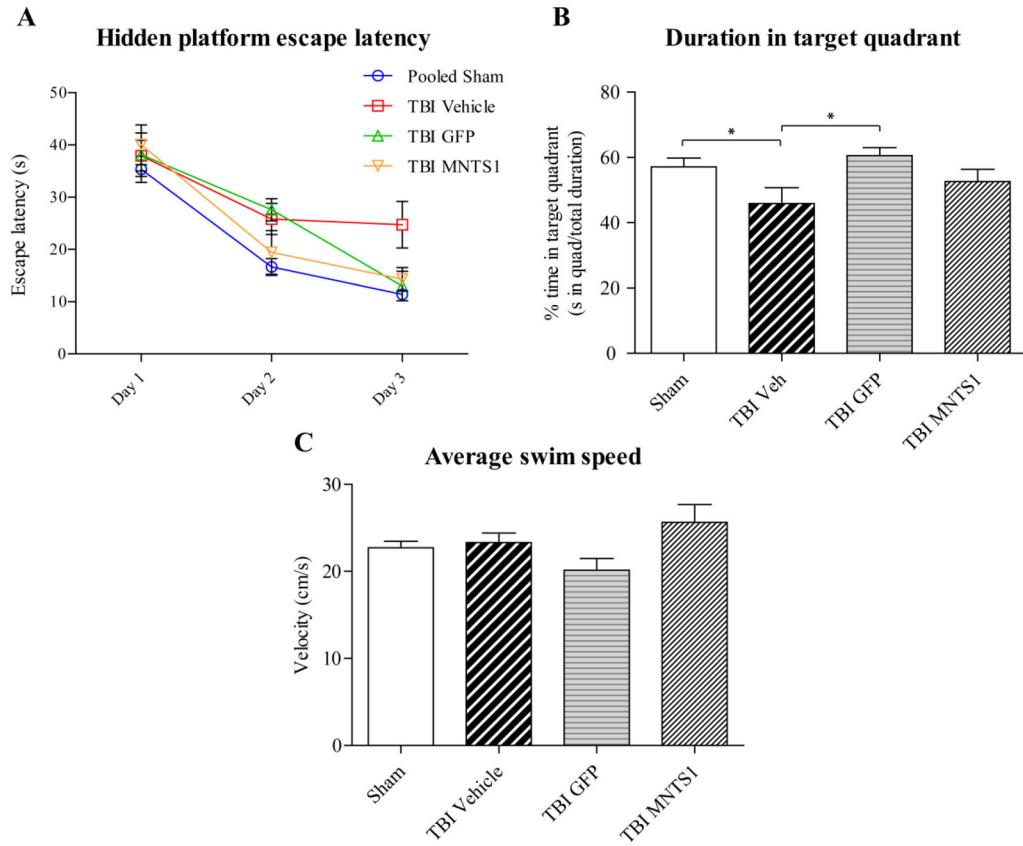 A
Hidden platform escape latency
Pooled Sham
TBI Vehicle
TBI GFP
TBI MNTS1
Escape latency (s)
50
40
30
20
10
0
Day 1
Day 2
Day 3
B
Duration in target quadrant
% time in target quadrant
(s in quad/total duration)
80
60
40
20
0
*
*
Sham
TBI Veh
TBI GFP
TBI MNTS1
C
Average swim speed
Velocity (cm/s)
30
20
10
0
Sham
TBI Vehicle
TBI GFP
TBI MNTS1